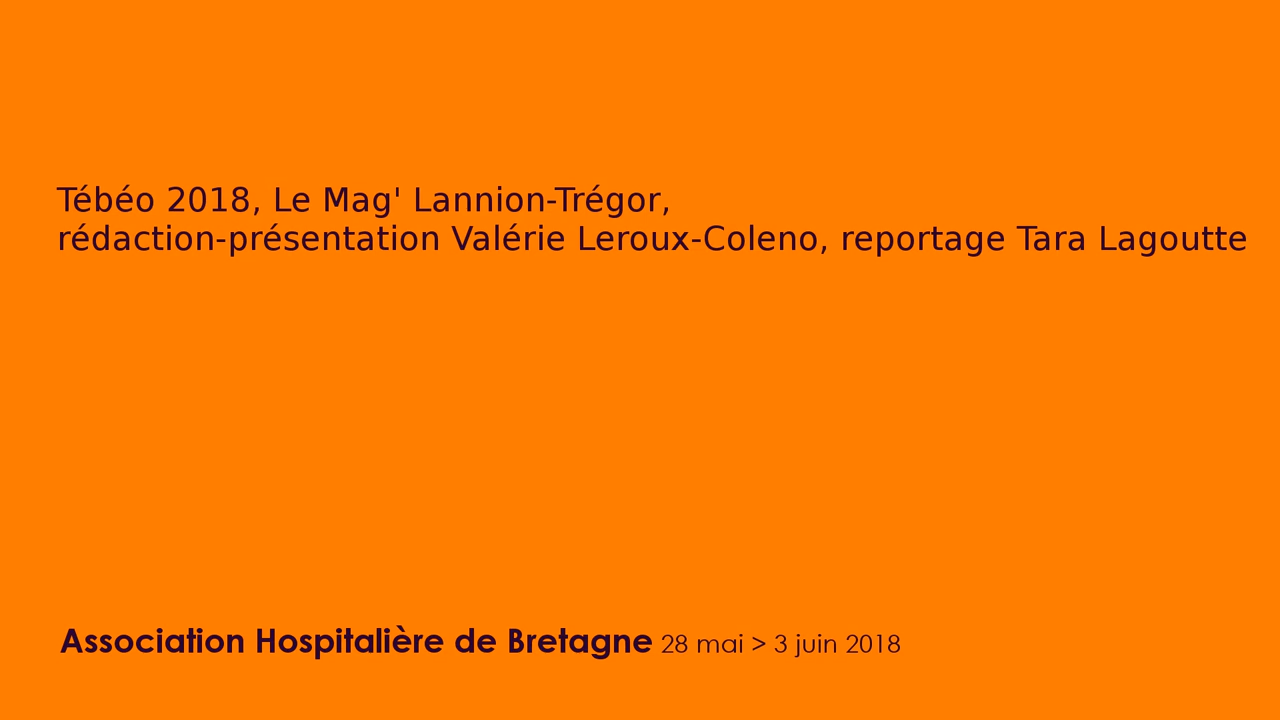 Tébéo 2018, Le Mag' Lannion-Trégor,
rédaction-présentation Valérie Leroux-Coleno, reportage Tara Lagoutte
Association Hospitalière de Bretagne 28 mai > 3 juin 2018